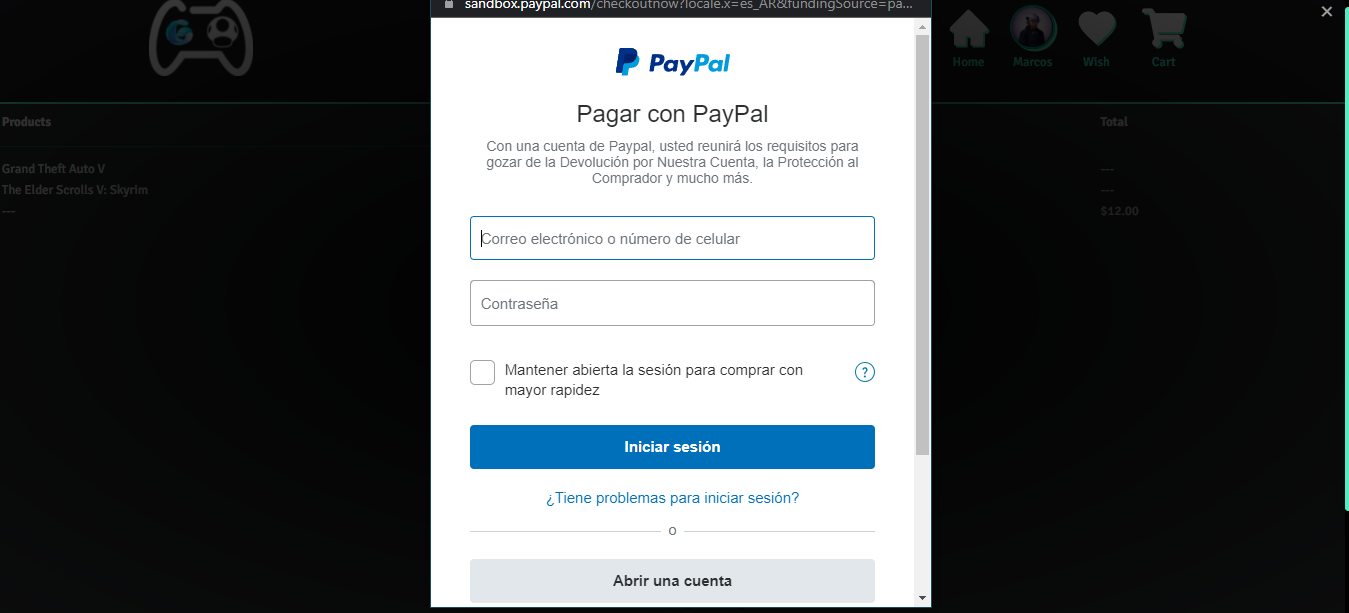 sandbox.paypal.com/checkoutnow?locale.x=es_AR&fundingSource=pa...
Home
Marcos
Wish
Cart
PayPal
Pagar con PayPal
Con una cuenta de Paypal, usted reunirá los requisitos para
gozar de la Devolución por Nuestra Cuenta, la Protección al
Comprador y mucho más.
Products
Total
Grand Theft Auto V
---
The Elder Scrolls V: Skyrim
---
---
$12.00
Correo electrónico o número de celular
Contraseña
Mantener abierta la sesión para comprar con
mayor rapidez
?
Iniciar sesión
¿Tiene problemas para iniciar sesión?
o
Abrir una cuenta